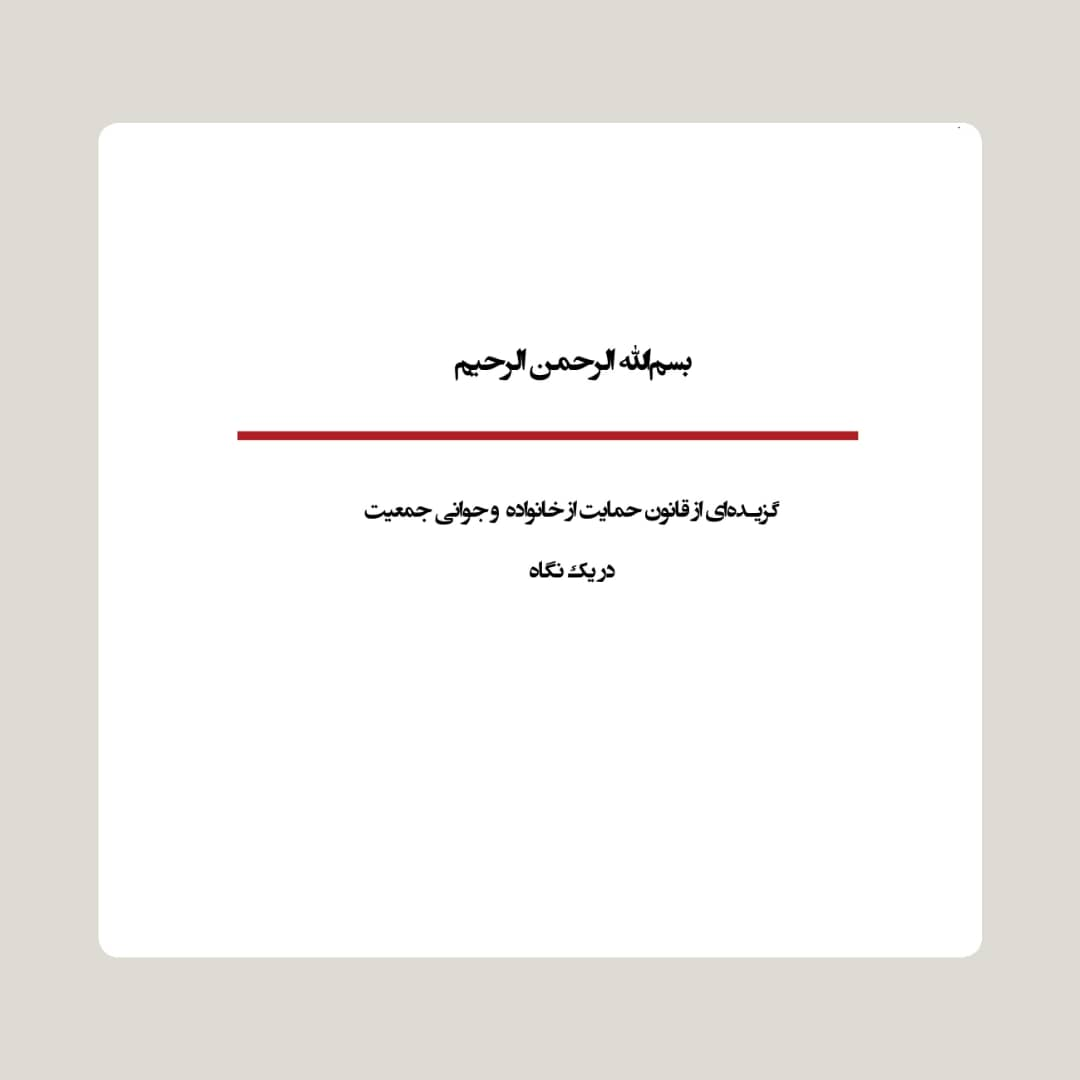 بسم‌الله الرحمن الرحیم
گزیده‌ای از قانون حمایت از خانواده و جوانی جمعیت
در یک نگاه